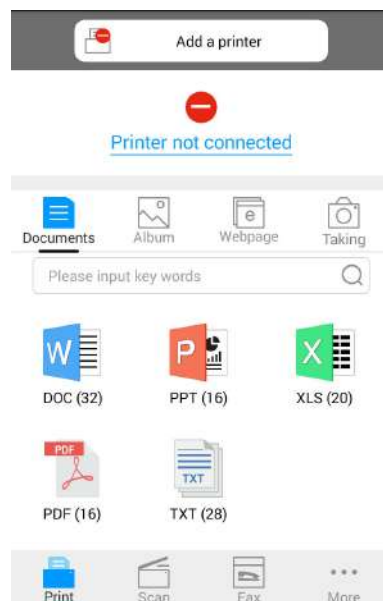 Add a printer
Printer not connected
Documents Album Webpage Taking
Please input key words
W P X
DOC (32) PPT (16) XLS (20)
PDF TXT
PDF (16) TXT (28)
Print Scan Fax More